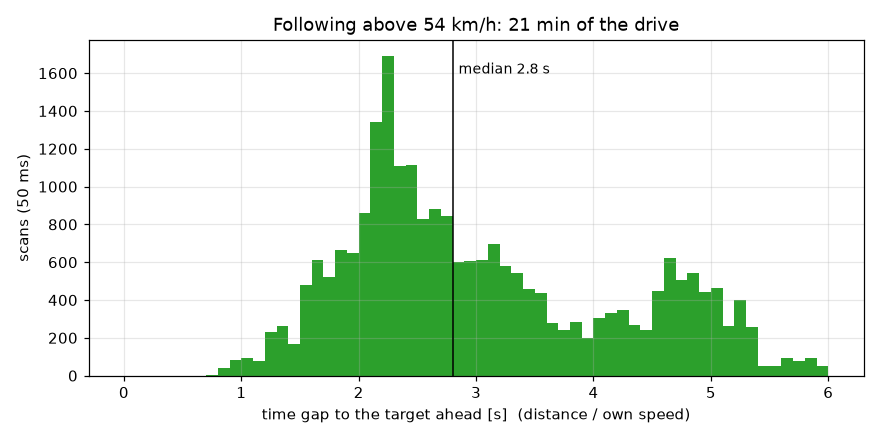 Following above 54 km/h: 21 min of the drive
median 2.8 s
scans (50 ms)
1600
1400
1200
1000
800
600
400
200
0
0 1 2 3 4 5 6
time gap to the target ahead [s]  (distance / own speed)